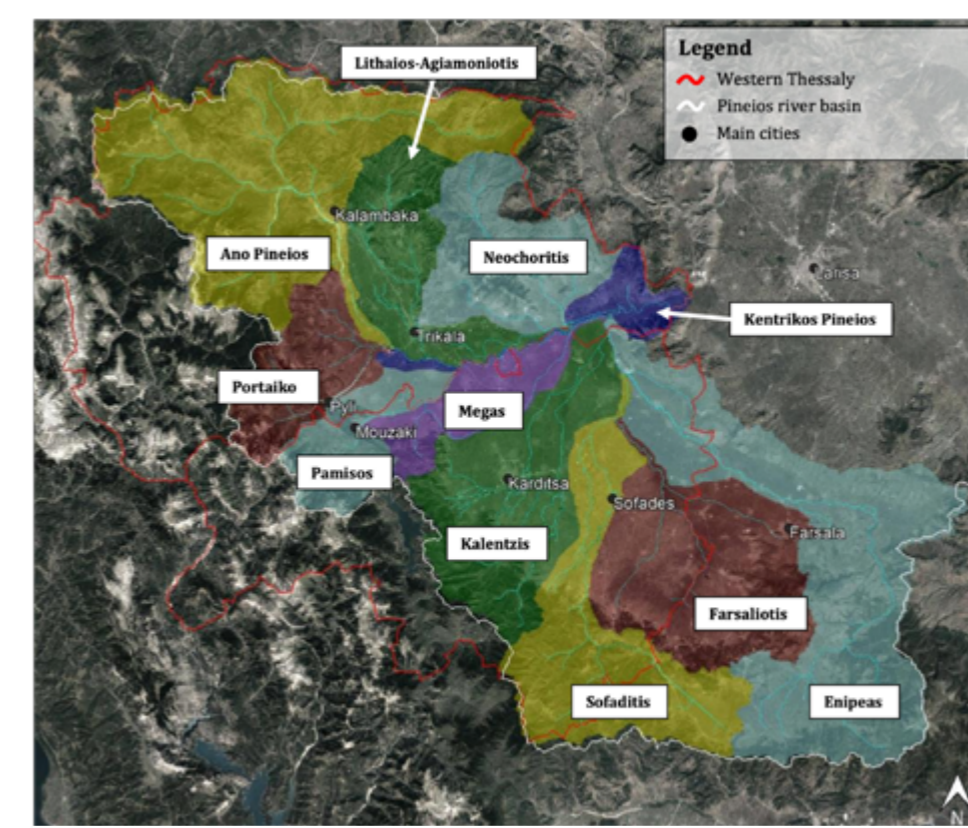 Legend
Western Thessaly
Pineios river basin
Main cities
Lithaios-Agiamoniotis
Kalambaka
Ano Pineios
Neochoritis
Larisa
Kentrikos Pineios
Trikala
Portaiko
Pyli
Megas
Mouzaki
Pamisos
Karditsa
Sofades
Kalentzis
Farsala
Farsaliotis
Sofaditis
Enipeas
N